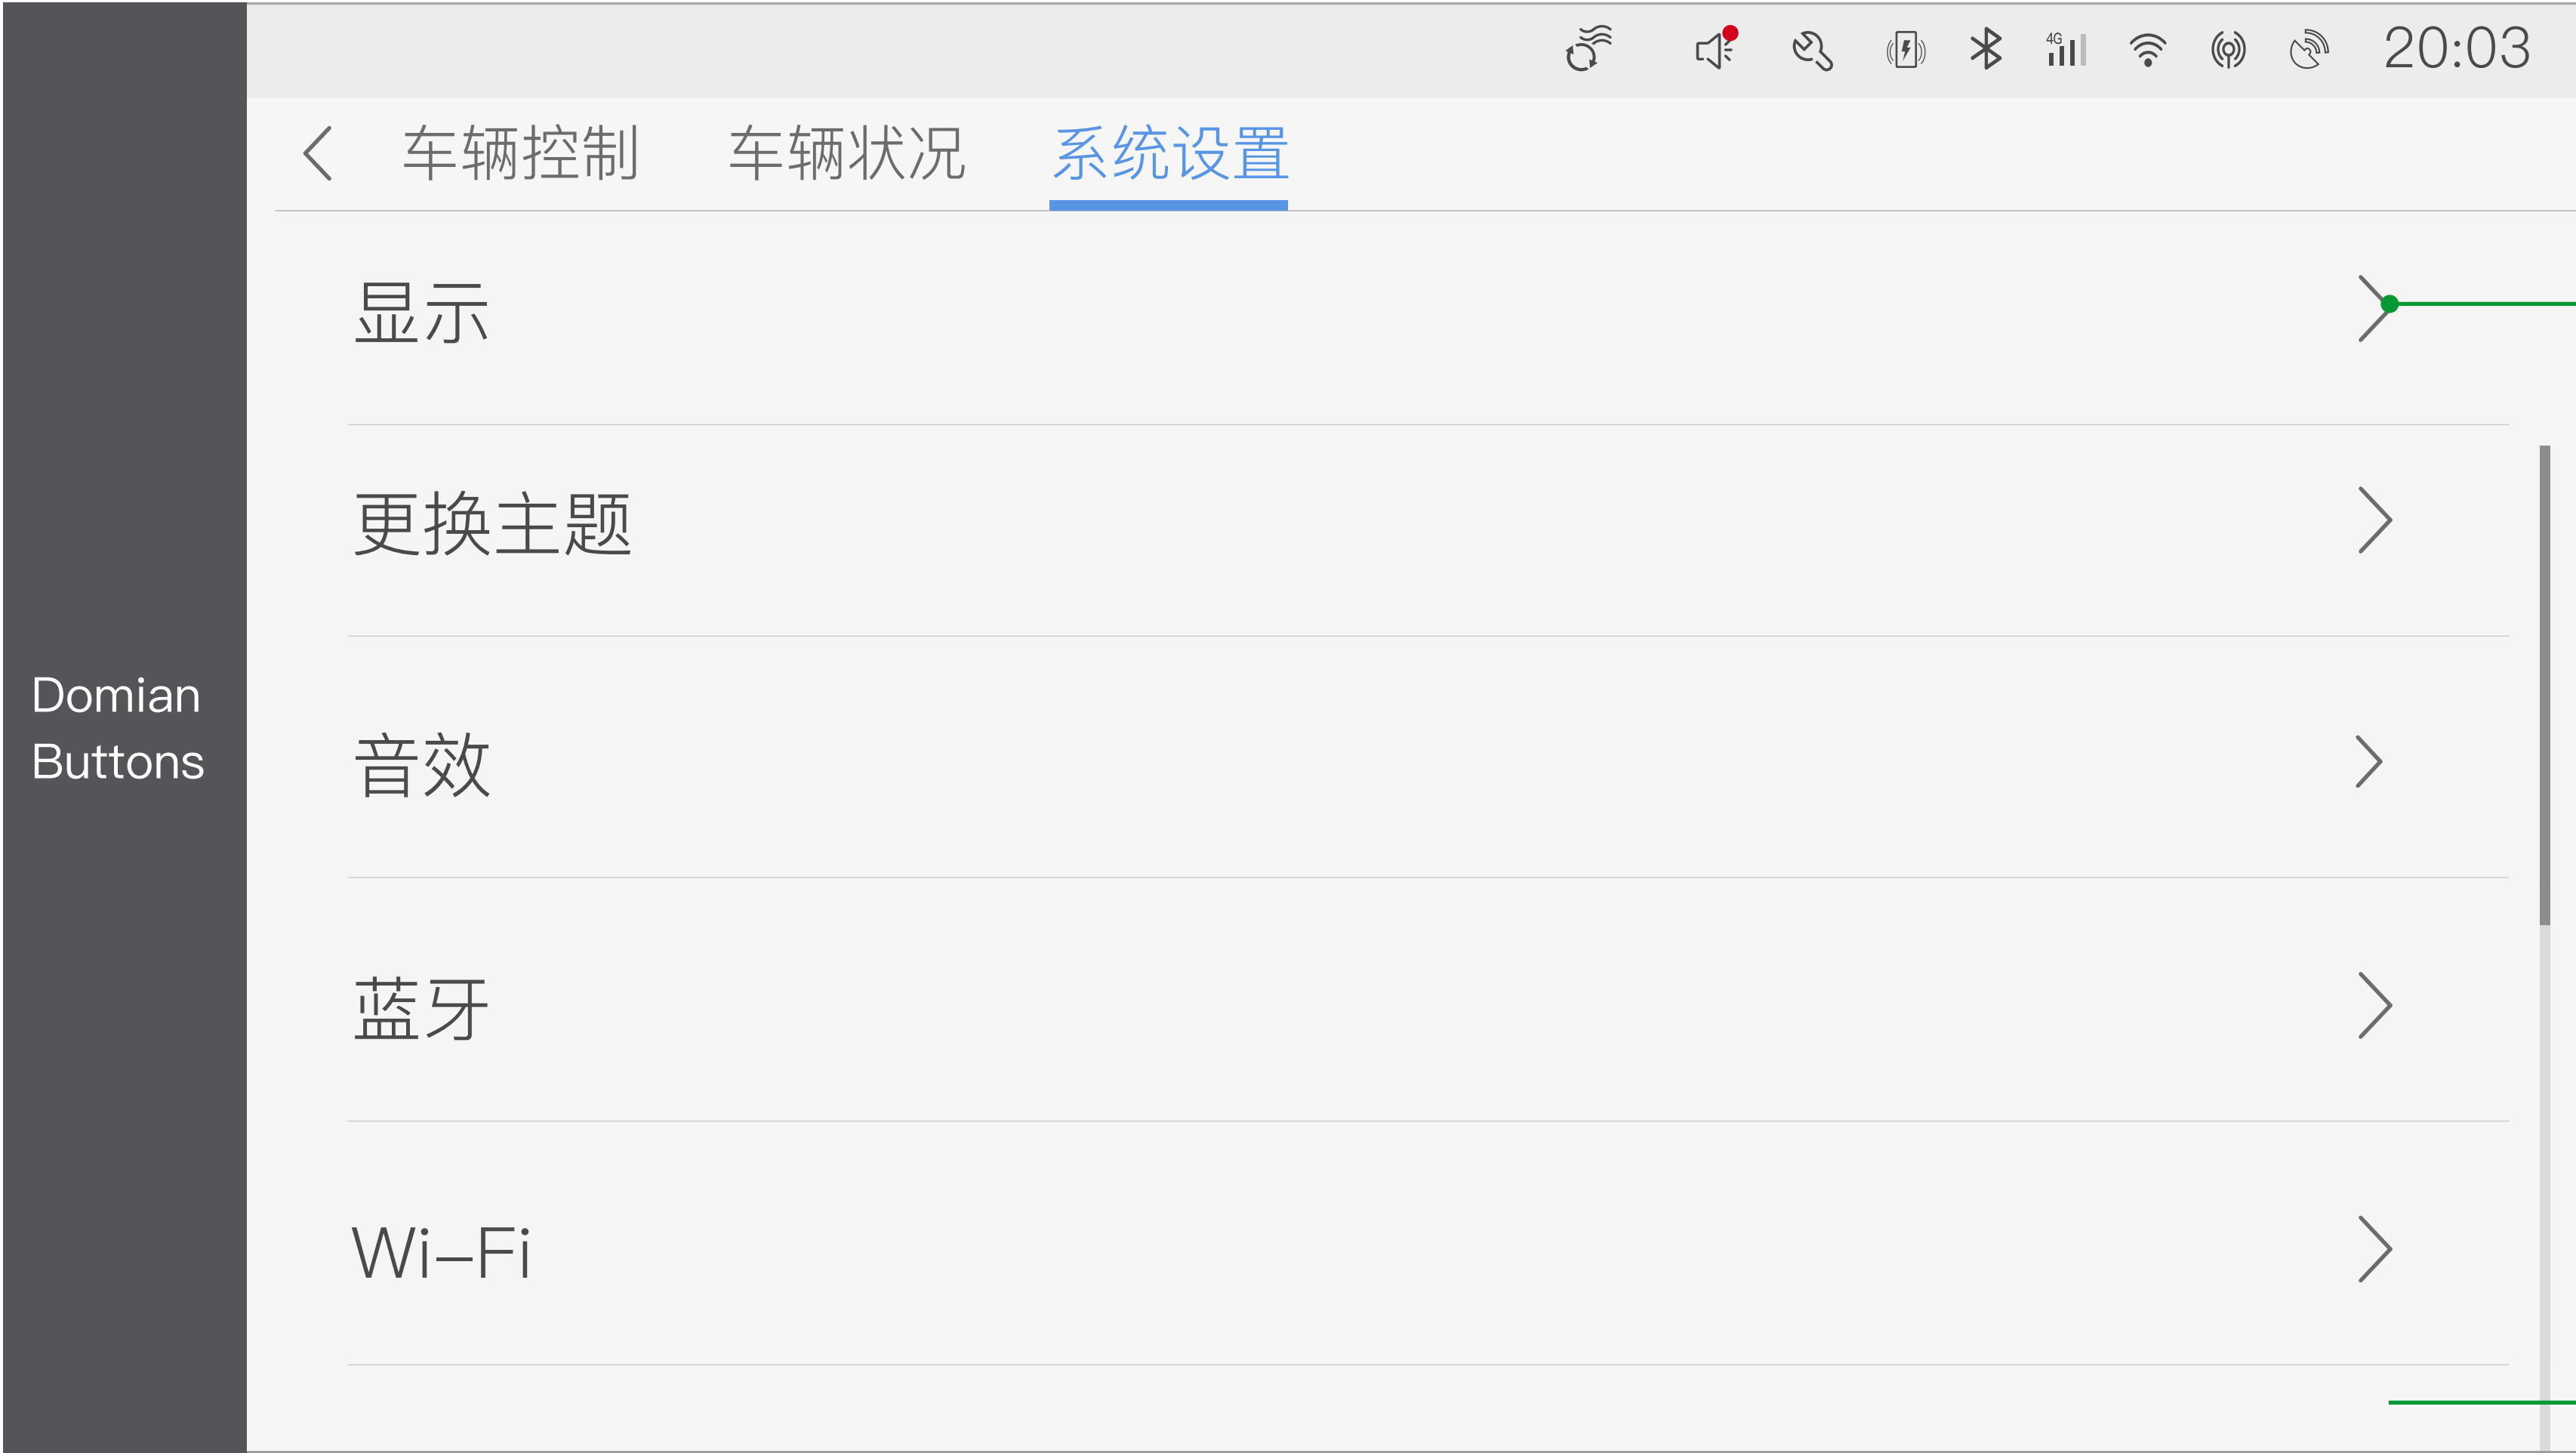 4G
20:03
车辆控制 车辆状况 系统设置
显示
更换主题
音效
蓝牙
Wi–Fi
Domian
Buttons